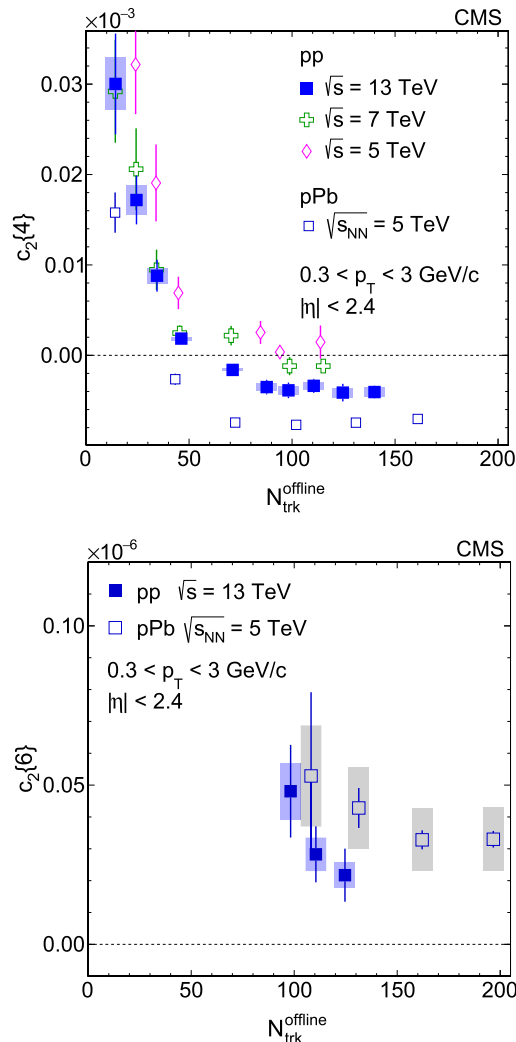 ×10⁻³ CMS
c₂{4}
0.03
0.02
0.01
0.00
pp
√s = 13 TeV
√s = 7 TeV
√s = 5 TeV
pPb
√s_NN = 5 TeV
0.3 < p_T < 3 GeV/c
|η| < 2.4
0 50 100 150 200
N_trk^offline
×10⁻⁶ CMS
c₂{6}
0.10
0.05
0.00
pp √s = 13 TeV
pPb √s_NN = 5 TeV
0.3 < p_T < 3 GeV/c
|η| < 2.4
0 50 100 150 200
N_trk^offline